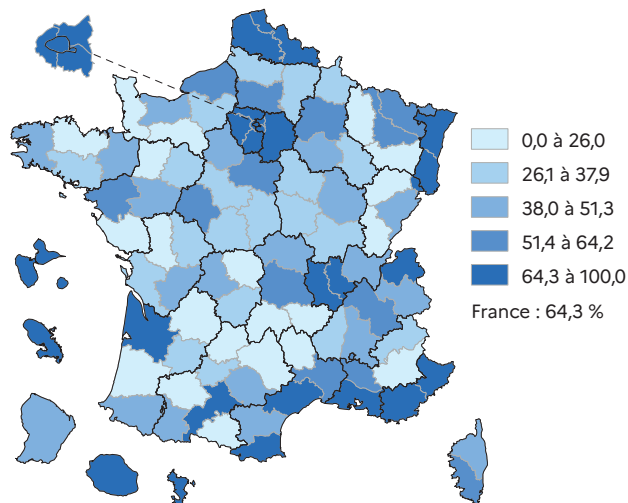 0,0 à 26,0
26,1 à 37,9
38,0 à 51,3
51,4 à 64,2
64,3 à 100,0
France : 64,3 %